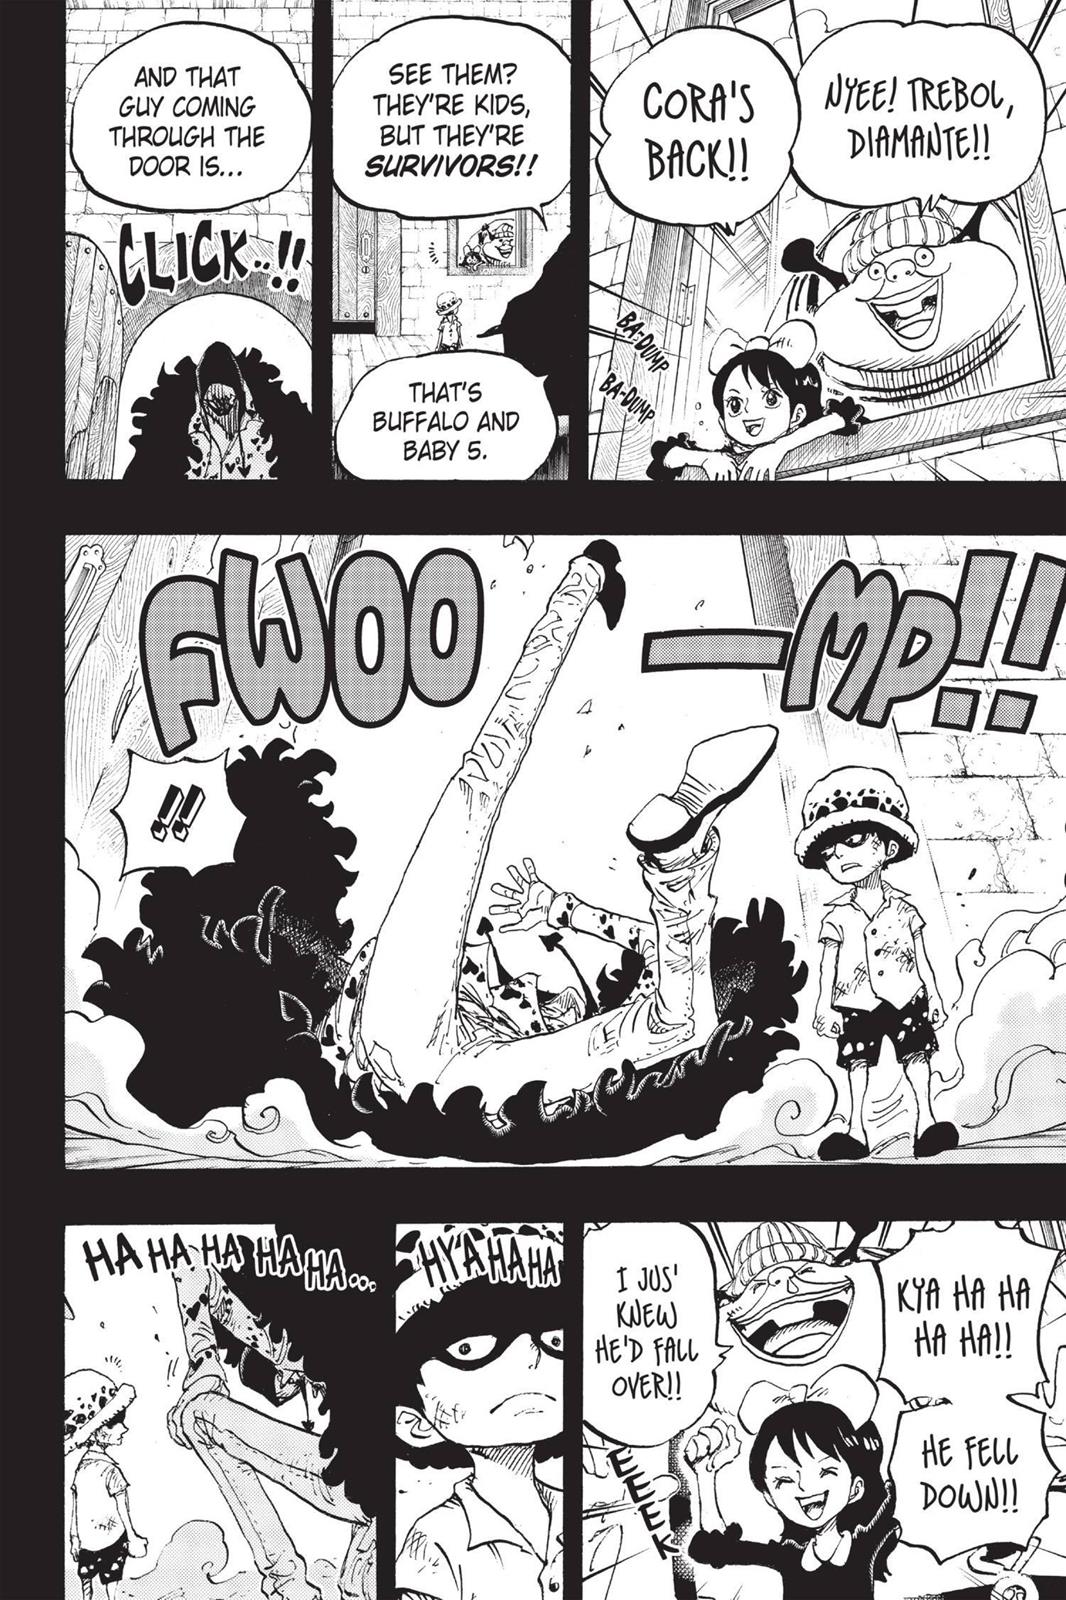 NYEE! TREBOL,
DIAMANTE!!
CORA'S
BACK!!
BA-DUMP
BA-DUMP
SEE THEM?
THEY'RE KIDS,
BUT THEY'RE
SURVIVORS!!
THAT'S
BUFFALO AND
BABY 5.
AND THAT
GUY COMING
THROUGH THE
DOOR IS...
CLICK..!!
FWOO—MP!!
!!
KYA HA HA
HA HA!!
I JUS'
KNEW
HE'D FALL
OVER!!
HE FELL
DOWN!!
EEEEK
HYA HA HA
HA HA HA HA HA...